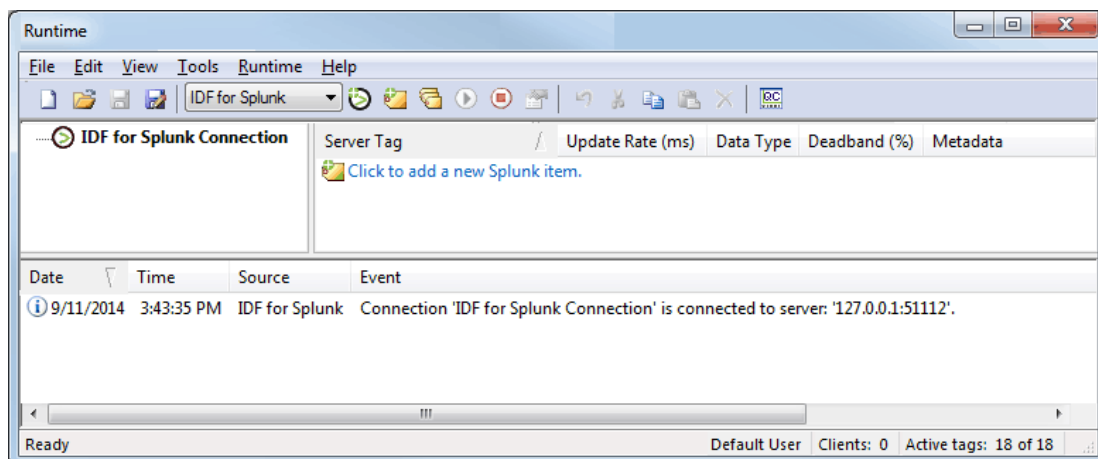 Runtime
File Edit View Tools Runtime Help
IDF for Splunk
QC
IDF for Splunk Connection
Server Tag Update Rate (ms) Data Type Deadband (%) Metadata
Click to add a new Splunk item.
Date Time Source Event
9/11/2014 3:43:35 PM IDF for Splunk Connection 'IDF for Splunk Connection' is connected to server: '127.0.0.1:51112'.
Ready Default User Clients: 0 Active tags: 18 of 18